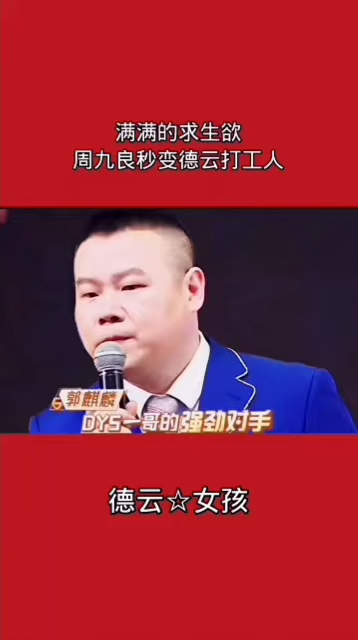 满满的求生欲
周九良秒变德云打工人
郭麒麟
DYS一哥的强劲对手
德云☆女孩